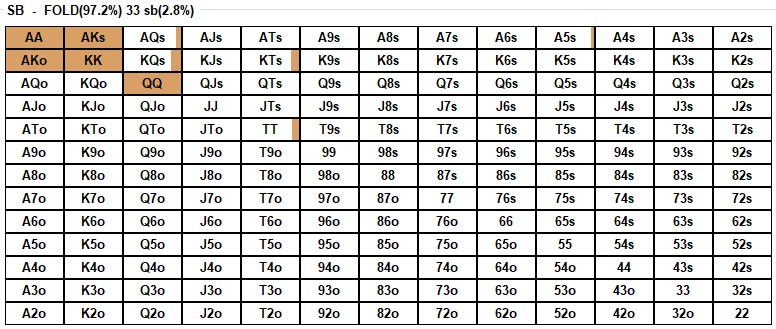 SB - FOLD(97.2%) 33 sb(2.8%)
AA AKs AQs AJs ATs A9s A8s A7s A6s A5s A4s A3s A2s
AKo KK KQs KJs KTs K9s K8s K7s K6s K5s K4s K3s K2s
AQo KQo QQ QJs QTs Q9s Q8s Q7s Q6s Q5s Q4s Q3s Q2s
AJo KJo QJo JJ JTs J9s J8s J7s J6s J5s J4s J3s J2s
ATo KTo QTo JTo TT T9s T8s T7s T6s T5s T4s T3s T2s
A9o K9o Q9o J9o T9o 99 98s 97s 96s 95s 94s 93s 92s
A8o K8o Q8o J8o T8o 98o 88 87s 86s 85s 84s 83s 82s
A7o K7o Q7o J7o T7o 97o 87o 77 76s 75s 74s 73s 72s
A6o K6o Q6o J6o T6o 96o 86o 76o 66 65s 64s 63s 62s
A5o K5o Q5o J5o T5o 95o 85o 75o 65o 55 54s 53s 52s
A4o K4o Q4o J4o T4o 94o 84o 74o 64o 54o 44 43s 42s
A3o K3o Q3o J3o T3o 93o 83o 73o 63o 53o 43o 33 32s
A2o K2o Q2o J2o T2o 92o 82o 72o 62o 52o 42o 32o 22